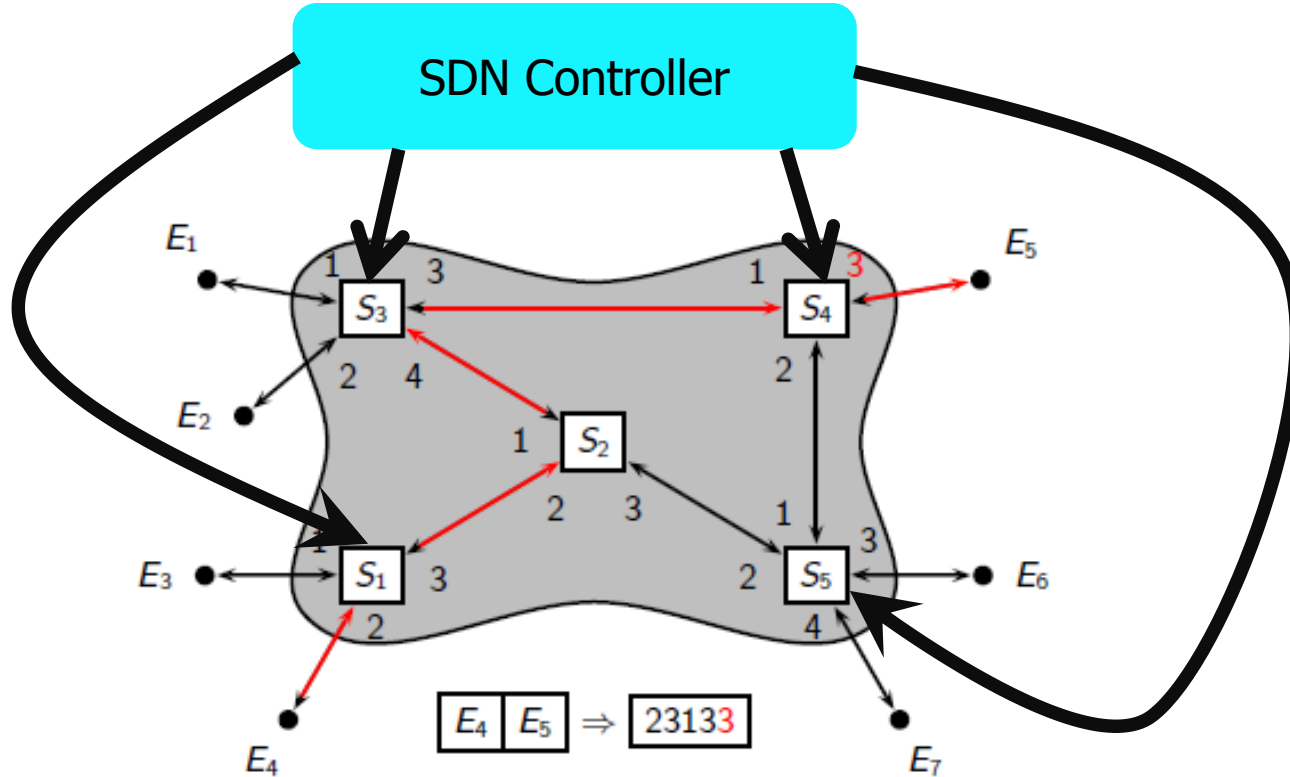 SDN Controller
E₁
E₅
1
3
1
3
S₃
S₄
2
4
2
E₂
1
S₂
2
3
1
3
1
E₃
S₁
3
2
S₅
E₆
2
4
E₄ E₅ ⇒ 23133
E₄
E₇